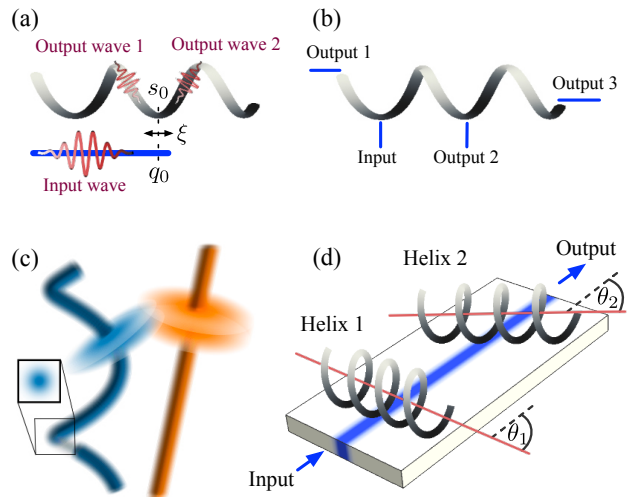 (a)
Output wave 1
Output wave 2
s₀
ξ
Input wave
q₀
(b)
Output 1
Output 3
Input
Output 2
(c)
(d)
Output
Helix 2
θ₂
Helix 1
θ₁
Input